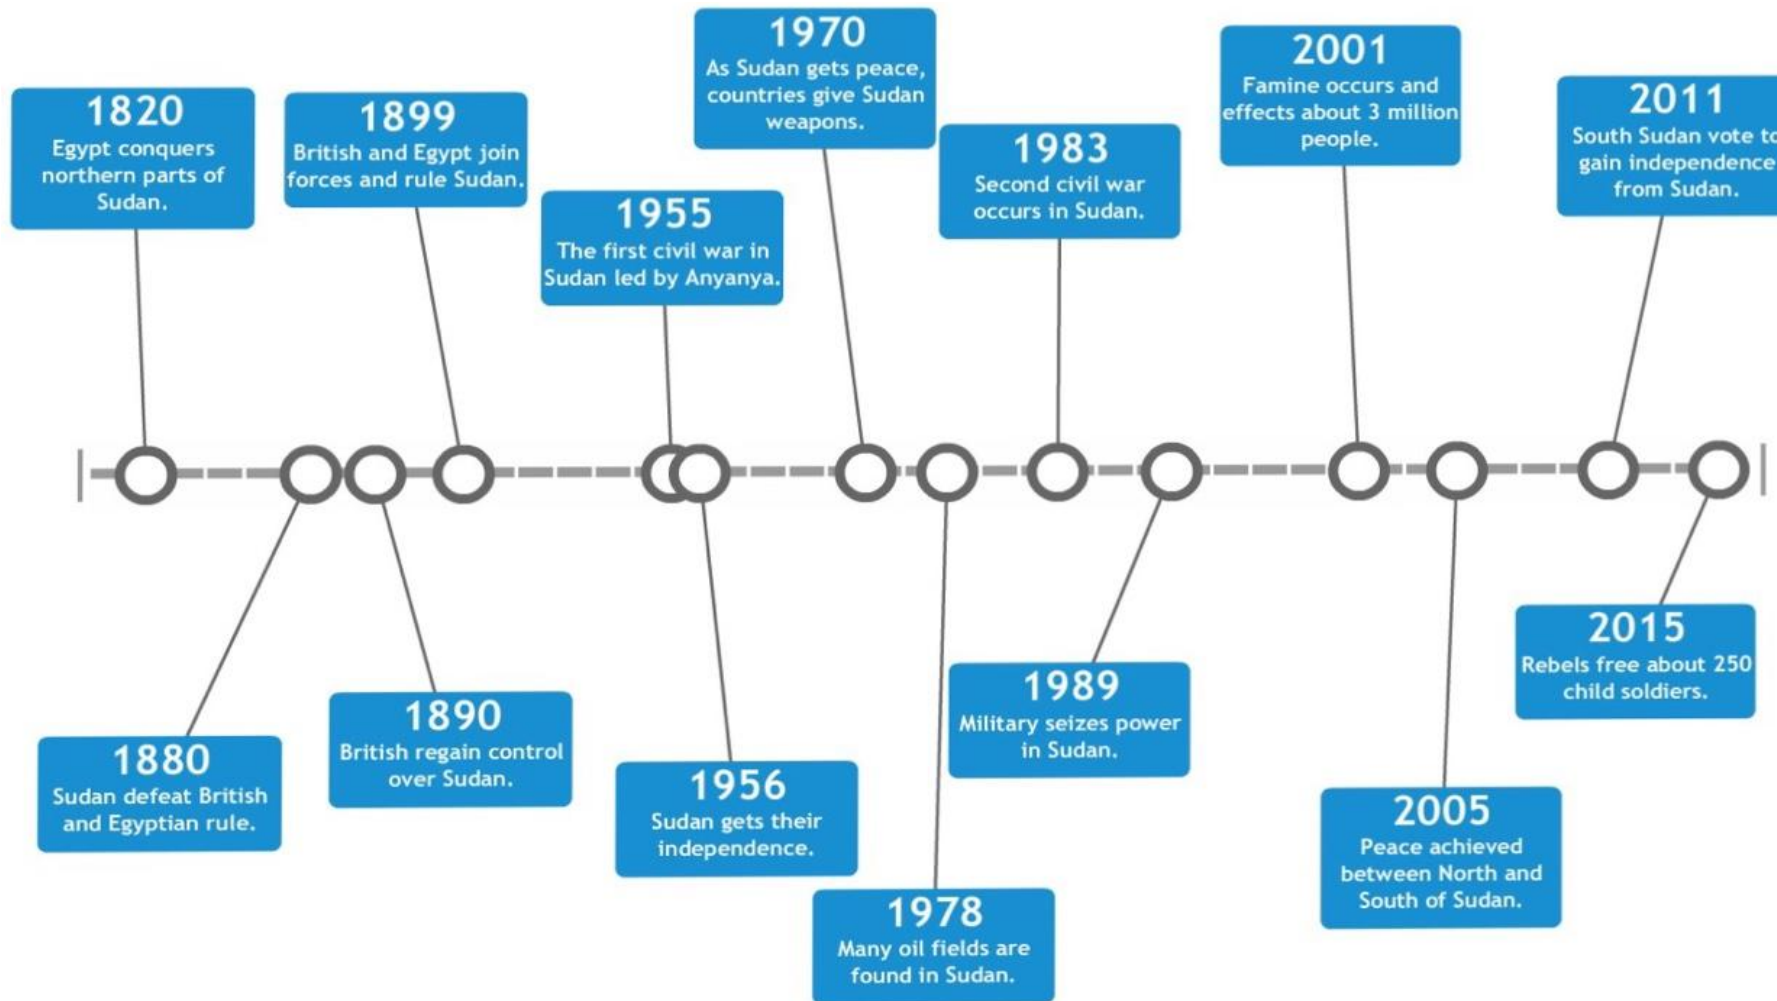 1820
Egypt conquers
northern parts of
Sudan.
1880
Sudan defeat British
and Egyptian rule.
1890
British regain control
over Sudan.
1899
British and Egypt join
forces and rule Sudan.
1955
The first civil war in
Sudan led by Anyanya.
1956
Sudan gets their
independence.
1970
As Sudan gets peace,
countries give Sudan
weapons.
1978
Many oil fields are
found in Sudan.
1983
Second civil war
occurs in Sudan.
1989
Military seizes power
in Sudan.
2001
Famine occurs and
effects about 3 million
people.
2005
Peace achieved
between North and
South of Sudan.
2011
South Sudan vote to
gain independence
from Sudan.
2015
Rebels free about 250
child soldiers.